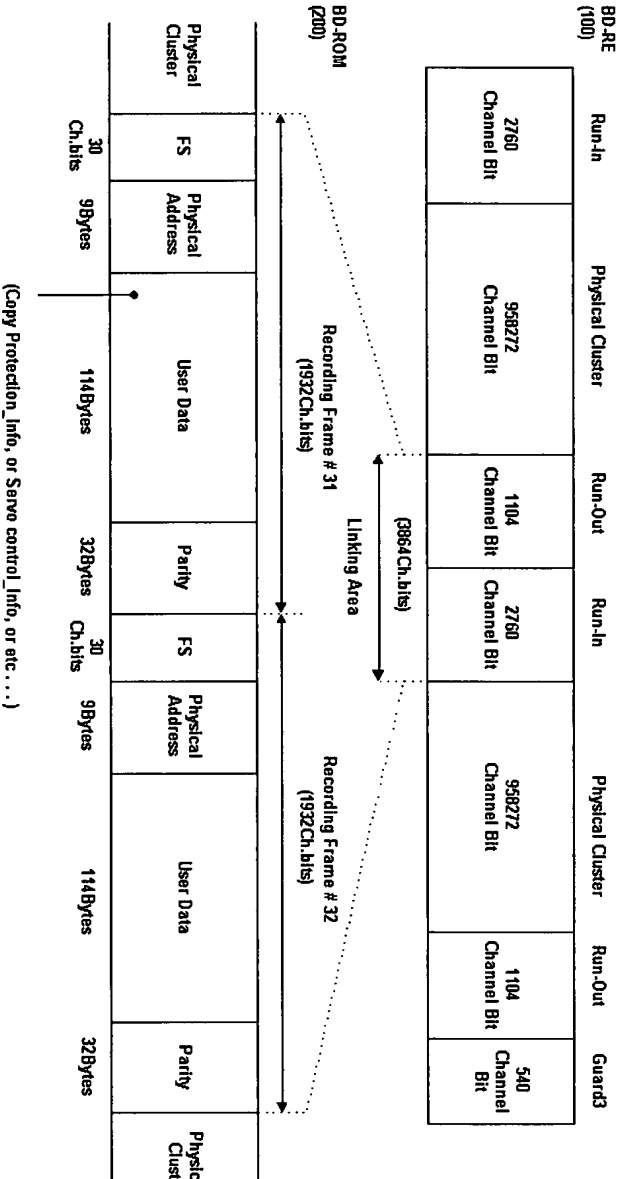 BD-RE
(100)
Run-In
Physical Cluster
Run-Out
Run-In
Physical Cluster
Run-Out
Guard3
2760
Channel Bit
958272
Channel Bit
1104
Channel Bit
2760
Channel Bit
958272
Channel Bit
1104
Channel Bit
540
Channel
Bit
(3864Ch.bits)
Linking Area
BD-ROM
(200)
Recording Frame # 31
(1932Ch.bits)
Recording Frame # 32
(1932Ch.bits)
Physical
Cluster
FS
Physical
Address
User Data
Parity
FS
Physical
Address
User Data
Parity
Physic
Clust
30
Ch.bits
9Bytes
114Bytes
32Bytes
30
Ch.bits
9Bytes
114Bytes
32Bytes
(Copy Protection_Info, or Servo control_Info, or etc . . .)